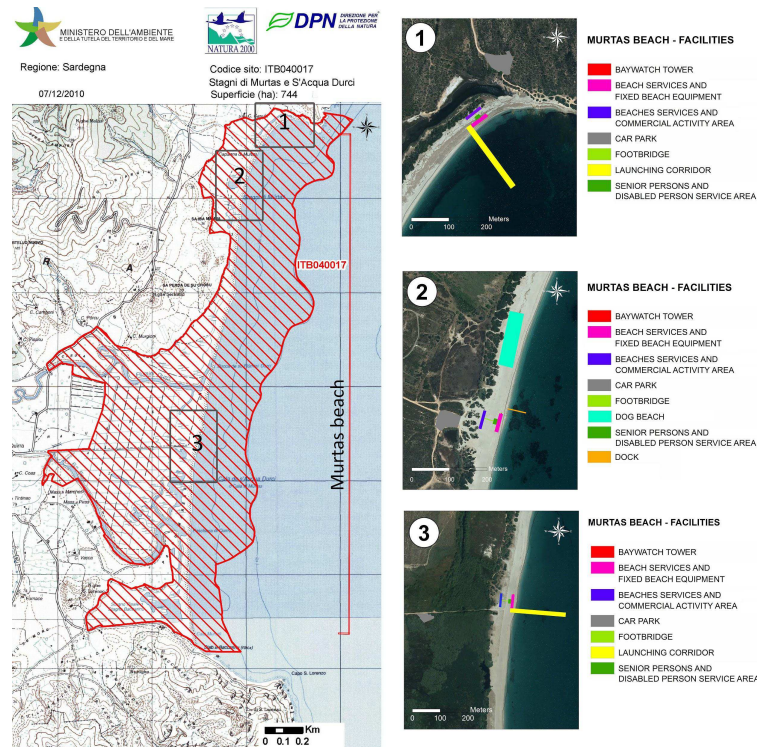 MINISTERO DELL'AMBIENTE
E DELLA TUTELA DEL TERRITORIO E DEL MARE
NATURA 2000
DPN DIREZIONE PER
LA PROTEZIONE
DELLA NATURA
Regione: Sardegna
Codice sito: ITB040017
Stagni di Murtas e S'Acqua Durci
Superficie (ha): 744
07/12/2010
1
2
ITB040017
3
Murtas beach
Capo S. Lorenzo
Km
0 0.1 0.2
1
Meters
0 100 200
MURTAS BEACH - FACILITIES
BAYWATCH TOWER
BEACH SERVICES AND
FIXED BEACH EQUIPMENT
BEACHES SERVICES AND
COMMERCIAL ACTIVITY AREA
CAR PARK
FOOTBRIDGE
LAUNCHING CORRIDOR
SENIOR PERSONS AND
DISABLED PERSON SERVICE AREA
2
Meters
0 100 200
MURTAS BEACH - FACILITIES
BAYWATCH TOWER
BEACH SERVICES AND
FIXED BEACH EQUIPMENT
BEACHES SERVICES AND
COMMERCIAL ACTIVITY AREA
CAR PARK
FOOTBRIDGE
DOG BEACH
SENIOR PERSONS AND
DISABLED PERSON SERVICE AREA
DOCK
3
Meters
0 100 200
MURTAS BEACH - FACILITIES
BAYWATCH TOWER
BEACH SERVICES AND
FIXED BEACH EQUIPMENT
BEACHES SERVICES AND
COMMERCIAL ACTIVITY AREA
CAR PARK
FOOTBRIDGE
LAUNCHING CORRIDOR
SENIOR PERSONS AND
DISABLED PERSON SERVICE AREA